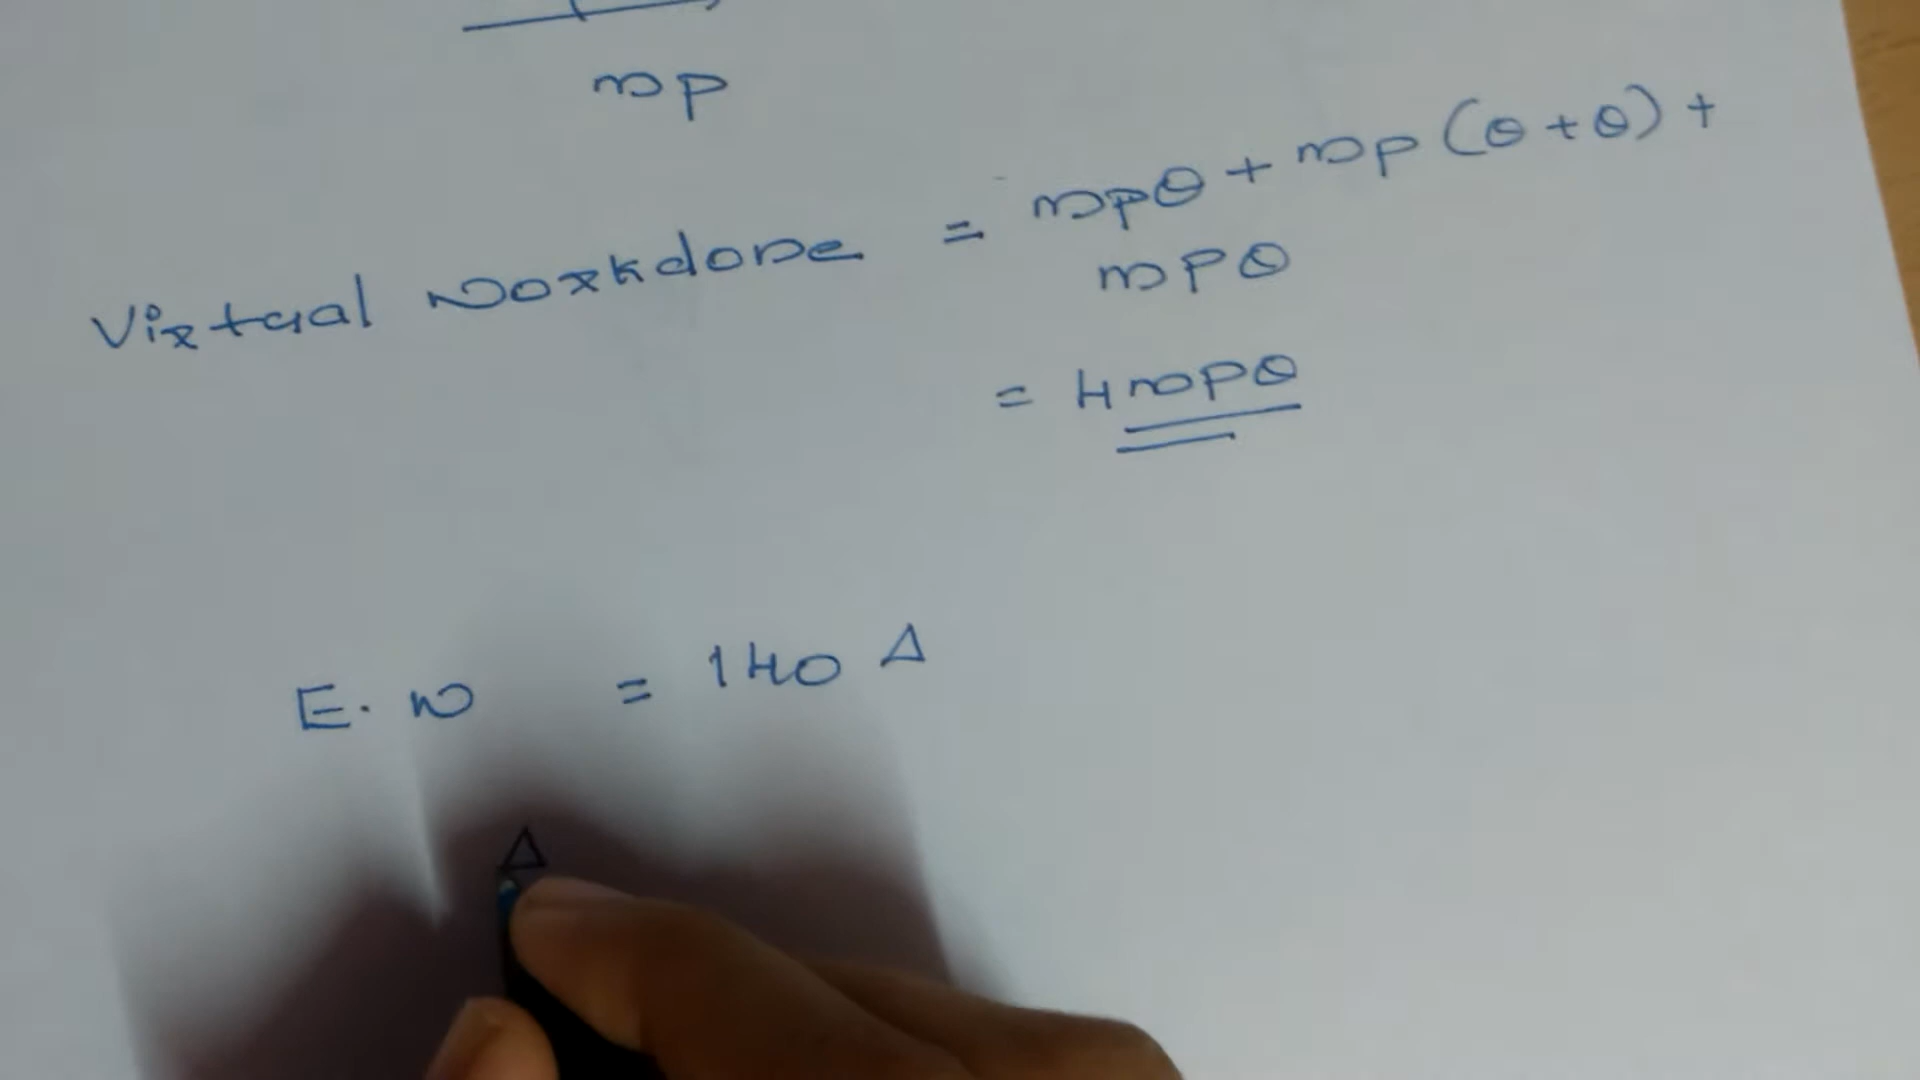 mp
Virtual Workdone = mpθ + mp(θ+θ) +
mpθ
= 4mpθ
E.W = 140 Δ
Δ